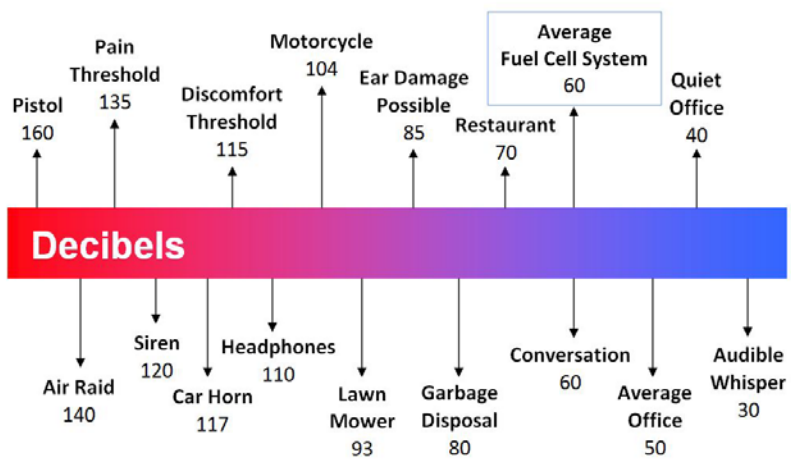 Pistol
160
Pain
Threshold
135
Discomfort
Threshold
115
Motorcycle
104
Ear Damage
Possible
85
Restaurant
70
Average
Fuel Cell System
60
Quiet
Office
40
Decibels
Air Raid
140
Siren
120
Car Horn
117
Headphones
110
Lawn
Mower
93
Garbage
Disposal
80
Conversation
60
Average
Office
50
Audible
Whisper
30